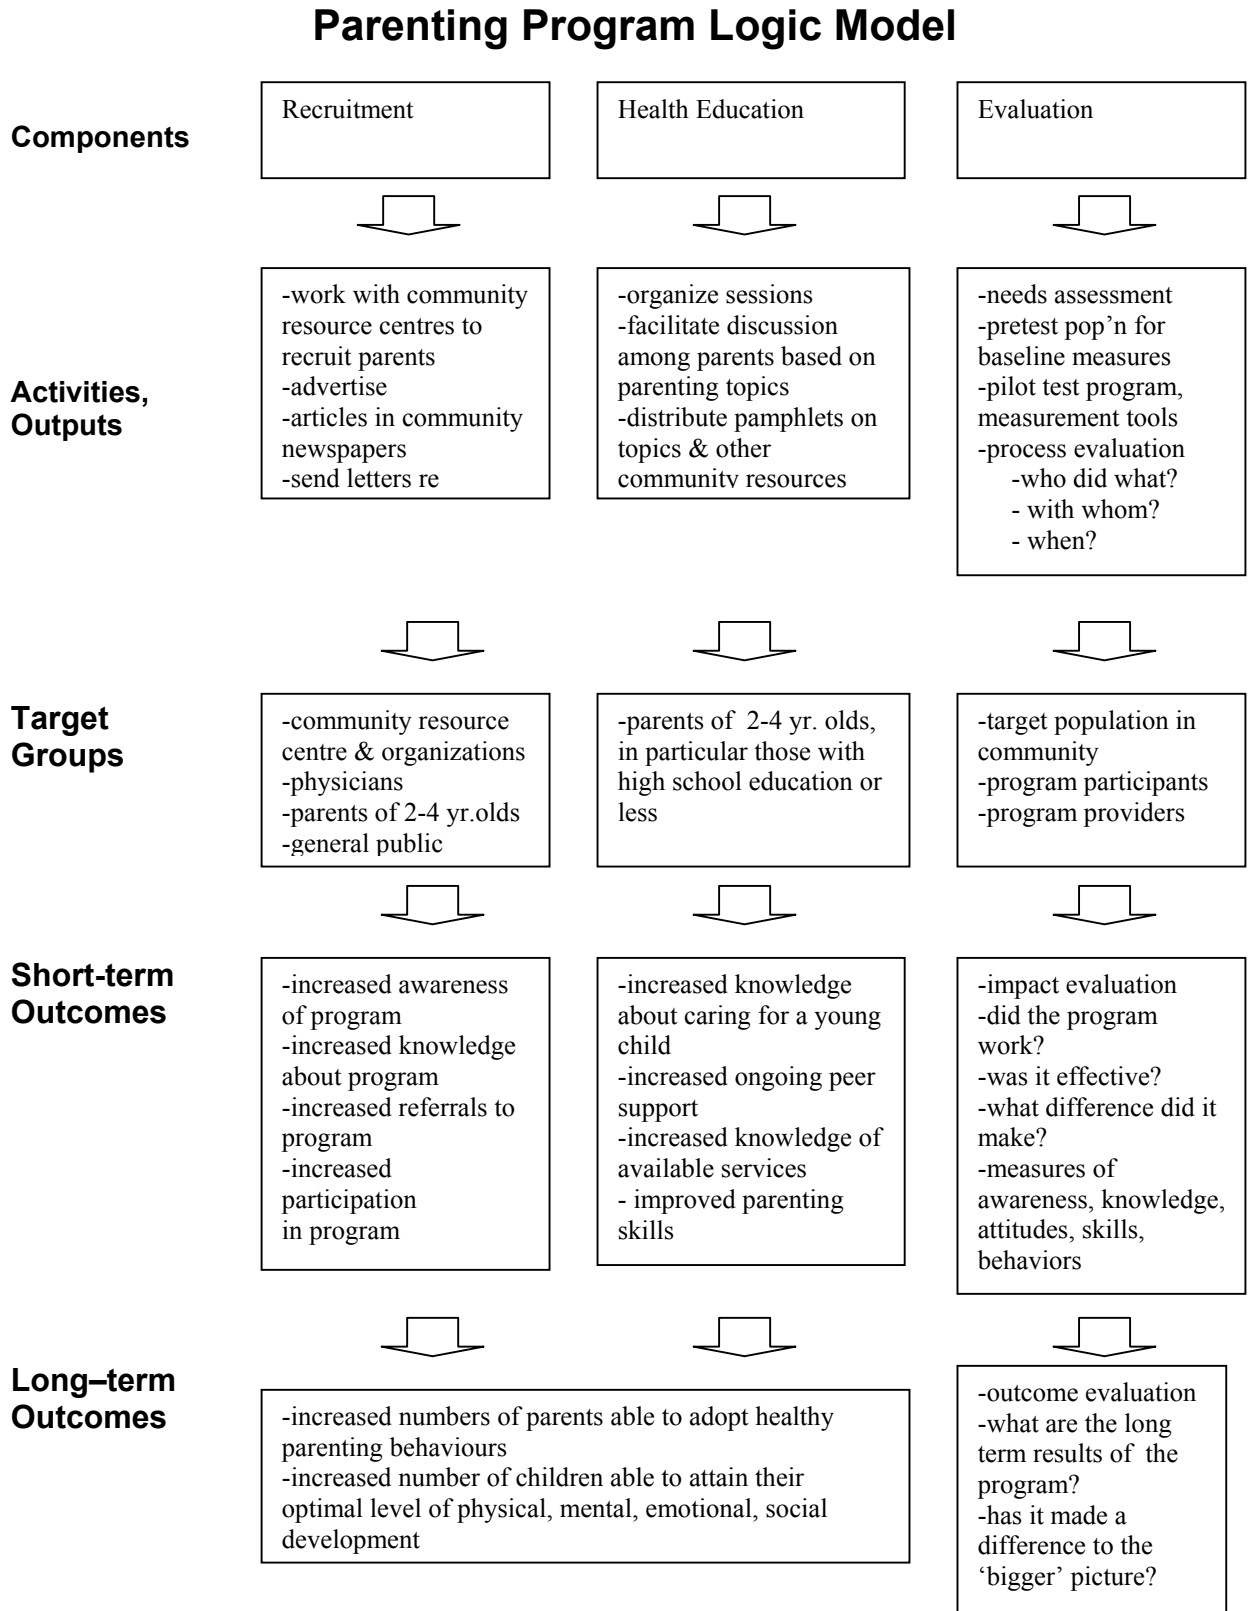 Parenting Program Logic Model
Components
Recruitment
Health Education
Evaluation
Activities,
Outputs
-work with community
resource centres to
recruit parents
-advertise
-articles in community
newspapers
-send letters re
-organize sessions
-facilitate discussion
among parents based on
parenting topics
-distribute pamphlets on
topics & other
community resources
-needs assessment
-pretest pop’n for
baseline measures
-pilot test program,
measurement tools
-process evaluation
-who did what?
- with whom?
- when?
Target
Groups
-community resource
centre & organizations
-physicians
-parents of 2-4 yr.olds
-general public
-parents of 2-4 yr. olds,
in particular those with
high school education or
less
-target population in
community
-program participants
-program providers
Short-term
Outcomes
-increased awareness
of program
-increased knowledge
about program
-increased referrals to
program
-increased
participation
in program
-increased knowledge
about caring for a young
child
-increased ongoing peer
support
-increased knowledge of
available services
- improved parenting
skills
-impact evaluation
-did the program
work?
-was it effective?
-what difference did it
make?
-measures of
awareness, knowledge,
attitudes, skills,
behaviors
Long–term
Outcomes
-increased numbers of parents able to adopt healthy
parenting behaviours
-increased number of children able to attain their
optimal level of physical, mental, emotional, social
development
-outcome evaluation
-what are the long
term results of the
program?
-has it made a
difference to the
‘bigger’ picture?